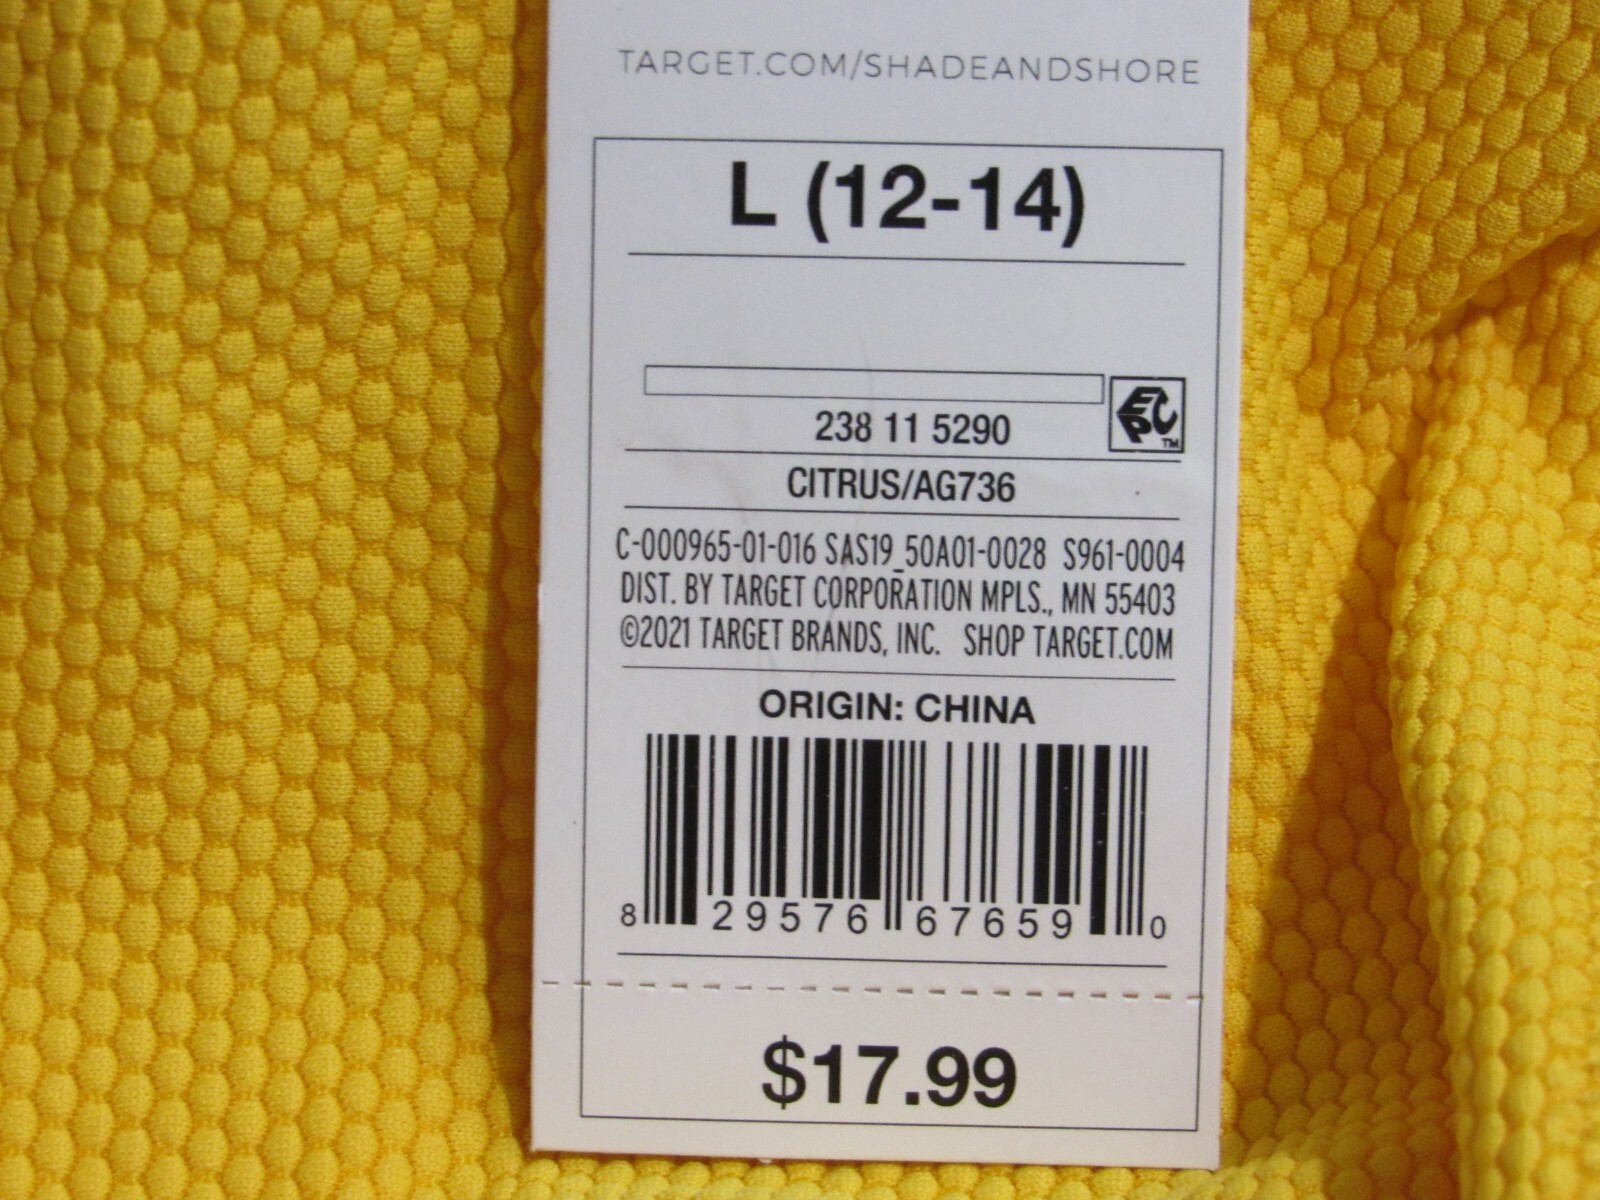 TARGET.COM/SHADEANDSHORE
L (12-14)
238 11 5290
EPC TM
CITRUS/AG736
C-000965-01-016 SAS19_50A01-0028 S961-0004
DIST. BY TARGET CORPORATION MPLS., MN 55403
©2021 TARGET BRANDS, INC. SHOP TARGET.COM
ORIGIN: CHINA
8 29576 67659 0
$17.99